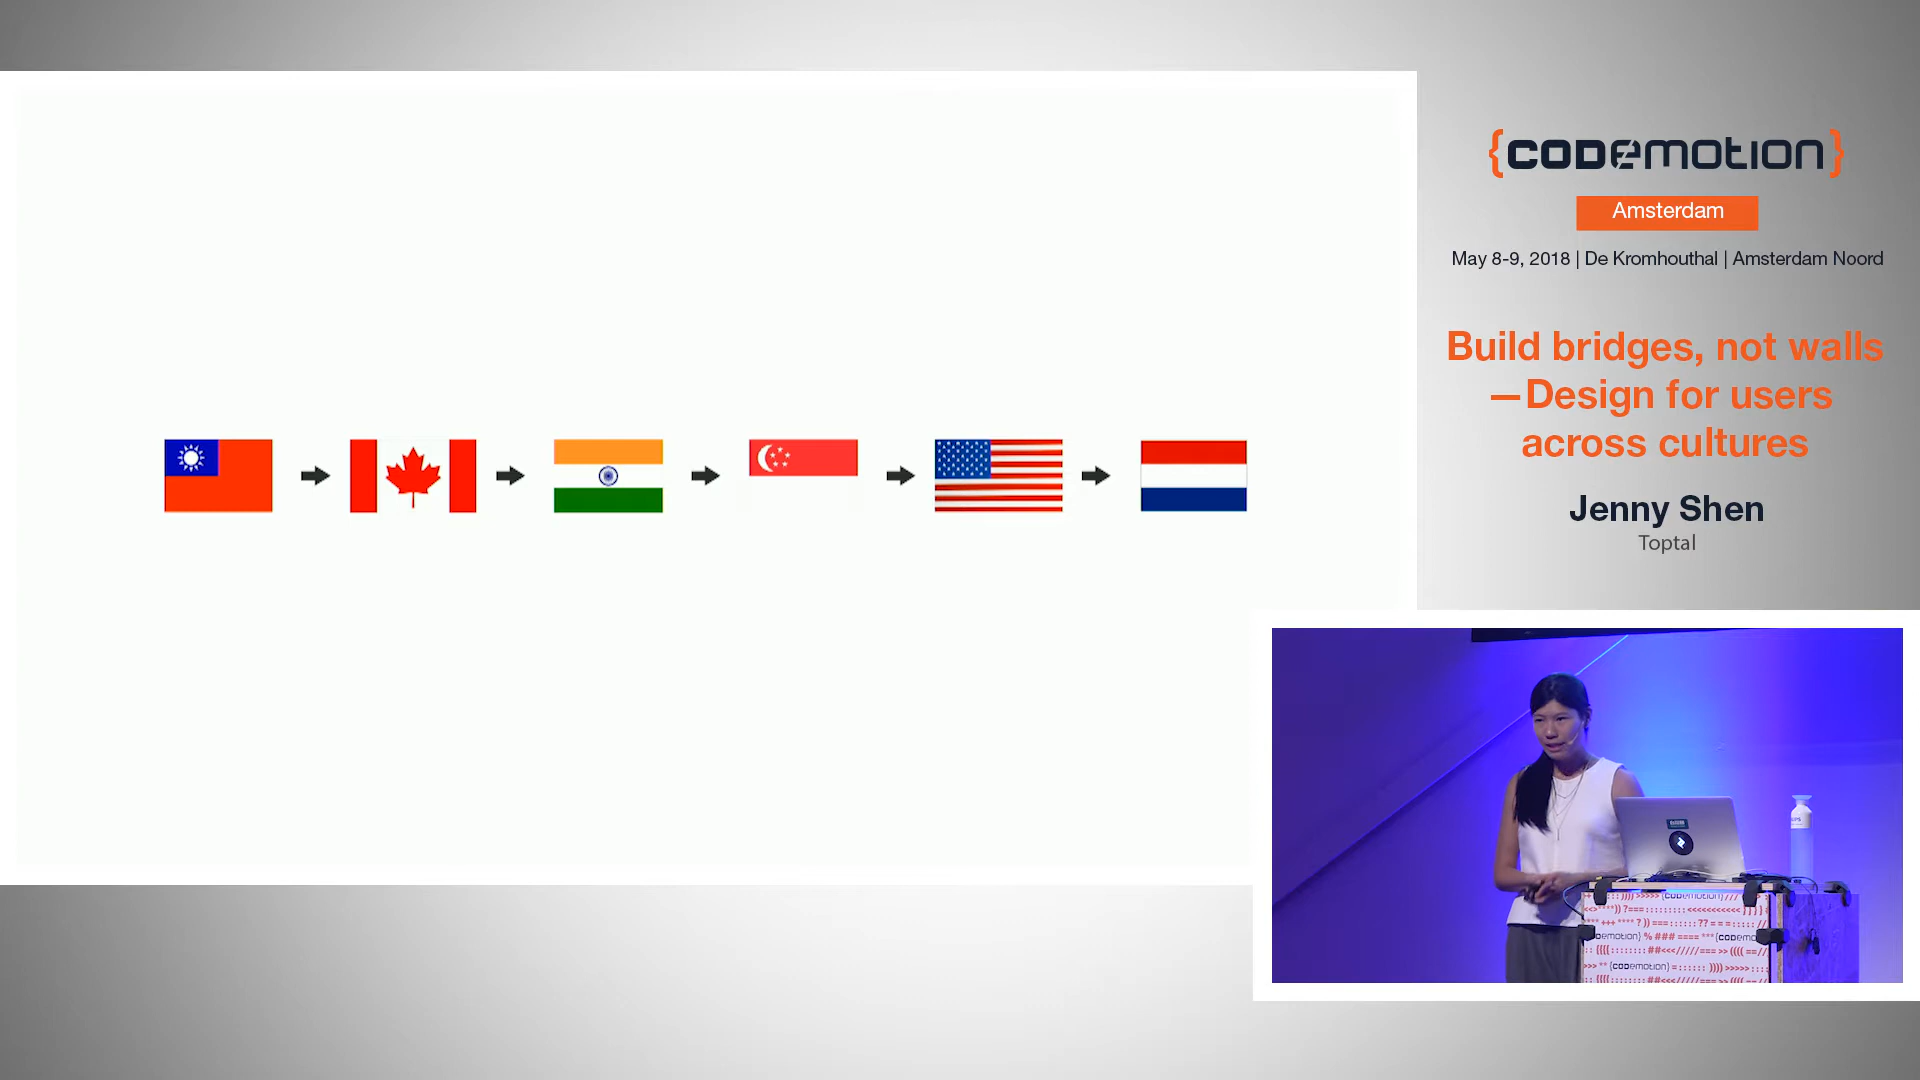 {CODEMOTION}
Amsterdam
May 8-9, 2018 | De Kromhouthal | Amsterdam Noord
Build bridges, not walls
—Design for users
across cultures
Jenny Shen
Toptal